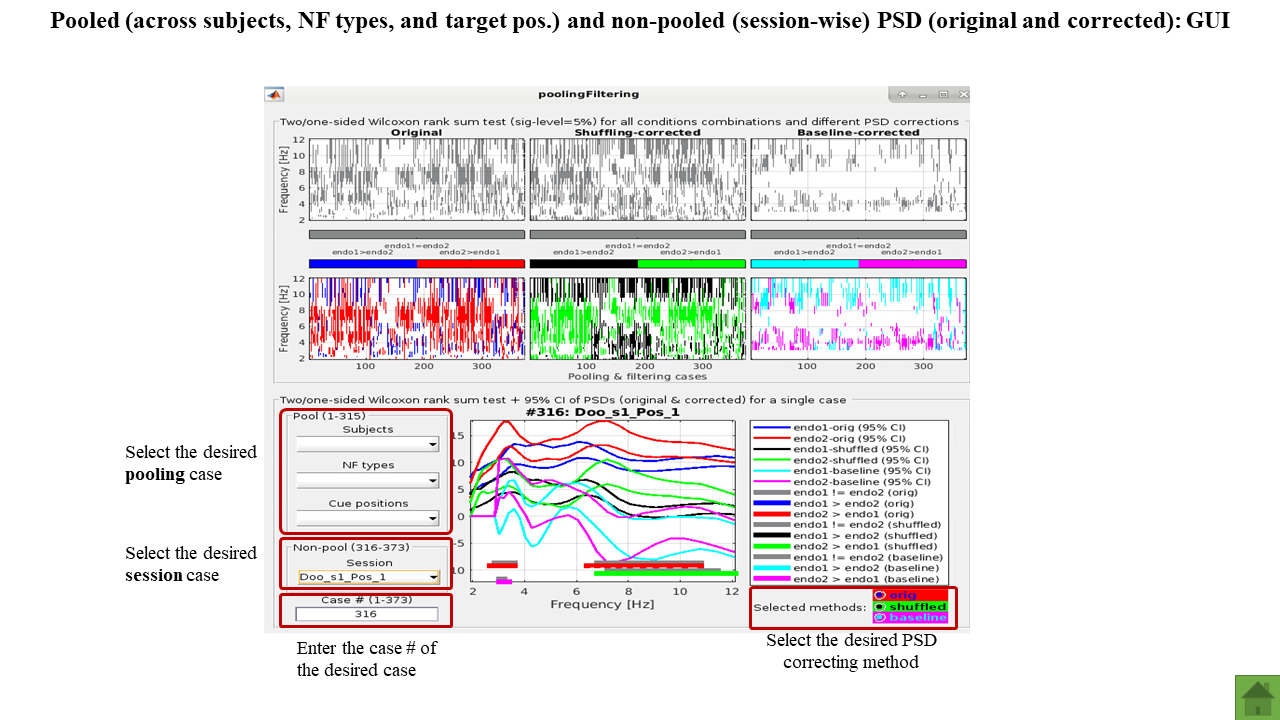 Pooled (across subjects, NF types, and target pos.) and non-pooled (session-wise) PSD (original and corrected): GUI
poolingFiltering
Two/one-sided Wilcoxon rank sum test (sig-level=5%) for all conditions combinations and different PSD corrections
Original
Shuffling-corrected
Baseline-corrected
Frequency [Hz]
12
10
8
6
4
2
endo1!=endo2
endo1>endo2 endo2>endo1
endo1!=endo2
endo1>endo2 endo2>endo1
endo1!=endo2
endo1>endo2 endo2>endo1
Frequency [Hz]
12
10
8
6
4
2
100 200 300
100 200 300
100 200 300
Pooling & filtering cases
Two/one-sided Wilcoxon rank sum test + 95% CI of PSDs (original & corrected) for a single case
Pool (1-315)
Subjects
NF types
Cue positions
Non-pool (316-373)
Session
Doo_s1_Pos_1
Case # (1-373)
316
#316: Doo_s1_Pos_1
15
10
5
0
-5
10
2 4 6 8 10 12
Frequency [Hz]
endo1-orig (95% CI)
endo2-orig (95% CI)
endo1-shuffled (95% CI)
endo2-shuffled (95% CI)
endo1-baseline (95% CI)
endo2-baseline (95% CI)
endo1 != endo2 (orig)
endo1 > endo2 (orig)
endo2 > endo1 (orig)
endo1 != endo2 (shuffled)
endo1 > endo2 (shuffled)
endo2 > endo1 (shuffled)
endo1 != endo2 (baseline)
endo1 > endo2 (baseline)
endo2 > endo1 (baseline)
Selected methods:
orig
shuffled
baseline
Select the desired
pooling case
Select the desired
session case
Enter the case # of
the desired case
Select the desired PSD
correcting method